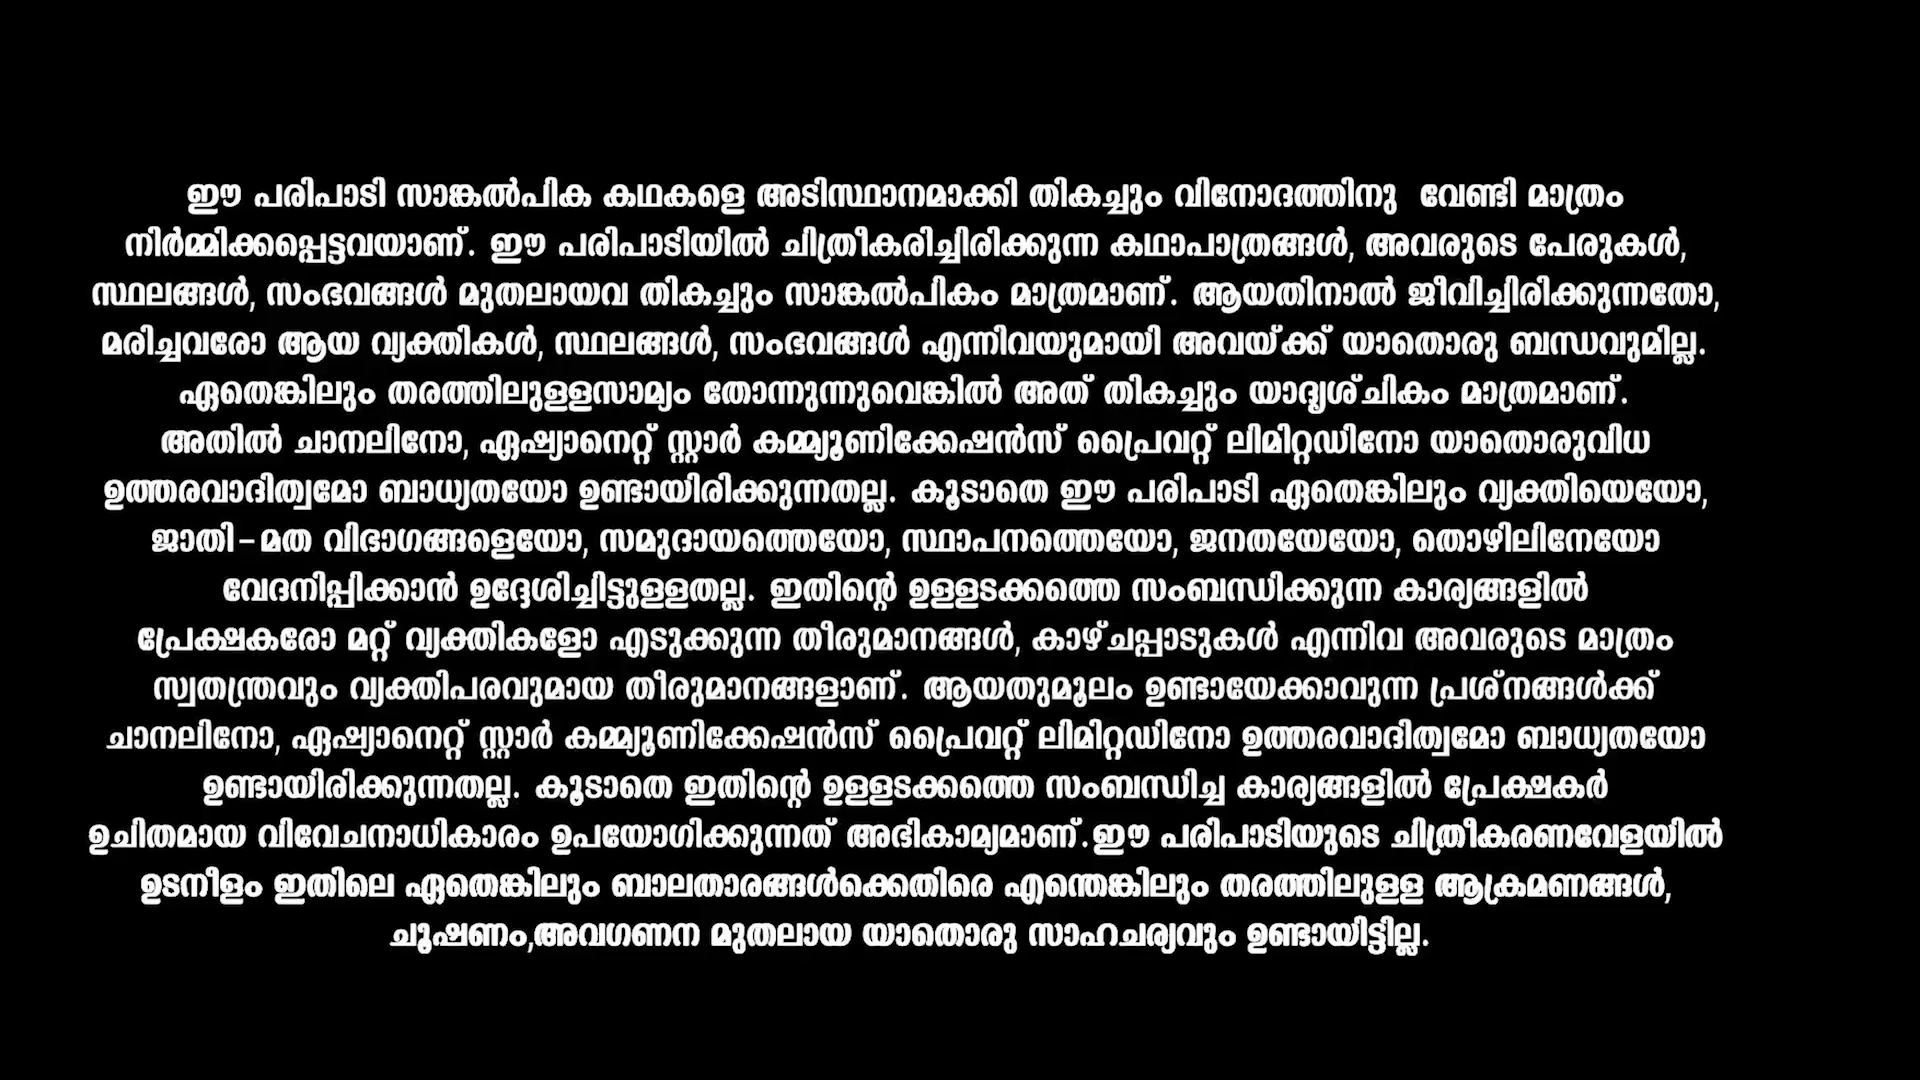 ഈ പരിപാടി സാങ്കൽപിക കഥകളെ അടിസ്ഥാനമാക്കി തികച്ചും വിനോദത്തിനു വേണ്ടി മാത്രം
നിർമ്മിക്കപ്പെട്ടവയാണ്. ഈ പരിപാടിയിൽ ചിത്രീകരിച്ചിരിക്കുന്ന കഥാപാത്രങ്ങൾ, അവരുടെ പേരുകൾ,
സ്ഥലങ്ങൾ, സംഭവങ്ങൾ മുതലായവ തികച്ചും സാങ്കൽപികം മാത്രമാണ്. ആയതിനാൽ ജീവിച്ചിരിക്കുന്നതോ,
മരിച്ചവരോ ആയ വ്യക്തികൾ, സ്ഥലങ്ങൾ, സംഭവങ്ങൾ എന്നിവയുമായി അവയ്ക്ക് യാതൊരു ബന്ധവുമില്ല.
ഏതെങ്കിലും തരത്തിലുളളസാമ്യം തോന്നുന്നുവെങ്കിൽ അത് തികച്ചും യാദൃശ്ചികം മാത്രമാണ്.
അതിൽ ചാനലിനോ, ഏഷ്യാനെറ്റ് സ്റ്റാർ കമ്മ്യൂണിക്കേഷൻസ് പ്രൈവറ്റ് ലിമിറ്റഡിനോ യാതൊരുവിധ
ഉത്തരവാദിത്വമോ ബാധ്യതയോ ഉണ്ടായിരിക്കുന്നതല്ല. കൂടാതെ ഈ പരിപാടി ഏതെങ്കിലും വ്യക്തിയെയോ,
ജാതി-മത വിഭാഗങ്ങളെയോ, സമുദായത്തെയോ, സ്ഥാപനത്തെയോ, ജനതയേയോ, തൊഴിലിനേയോ
വേദനിപ്പിക്കാൻ ഉദ്ദേശിച്ചിട്ടുളളതല്ല. ഇതിന്റെ ഉളളടക്കത്തെ സംബന്ധിക്കുന്ന കാര്യങ്ങളിൽ
പ്രേക്ഷകരോ മറ്റ് വ്യക്തികളോ എടുക്കുന്ന തീരുമാനങ്ങൾ, കാഴ്ചപ്പാടുകൾ എന്നിവ അവരുടെ മാത്രം
സ്വതന്ത്രവും വ്യക്തിപരവുമായ തീരുമാനങ്ങളാണ്. ആയതുമൂലം ഉണ്ടായേക്കാവുന്ന പ്രശ്നങ്ങൾക്ക്
ചാനലിനോ, ഏഷ്യാനെറ്റ് സ്റ്റാർ കമ്മ്യൂണിക്കേഷൻസ് പ്രൈവറ്റ് ലിമിറ്റഡിനോ ഉത്തരവാദിത്വമോ ബാധ്യതയോ
ഉണ്ടായിരിക്കുന്നതല്ല. കൂടാതെ ഇതിന്റെ ഉളളടക്കത്തെ സംബന്ധിച്ച കാര്യങ്ങളിൽ പ്രേക്ഷകർ
ഉചിതമായ വിവേചനാധികാരം ഉപയോഗിക്കുന്നത് അഭികാമ്യമാണ്.ഈ പരിപാടിയുടെ ചിത്രീകരണവേളയിൽ
ഉടനീളം ഇതിലെ ഏതെങ്കിലും ബാലതാരങ്ങൾക്കെതിരെ എന്തെങ്കിലും തരത്തിലുളള ആക്രമണങ്ങൾ,
ചൂഷണം,അവഗണന മുതലായ യാതൊരു സാഹചര്യവും ഉണ്ടായിട്ടില്ല.